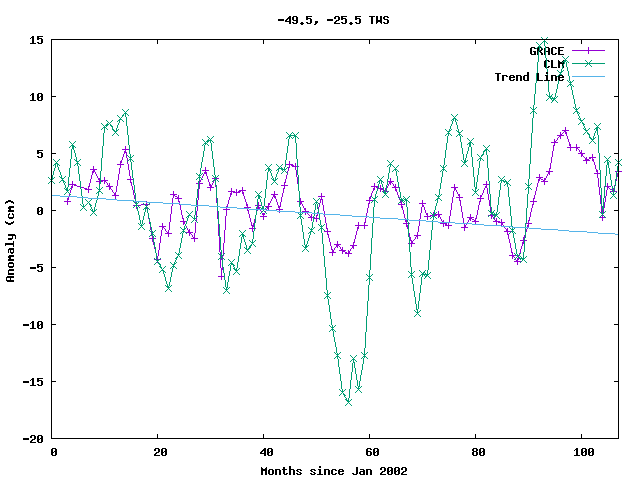 -49.5, -25.5 TWS
15
10
5
0
-5
-10
-15
-20
Anomaly (cm)
GRACE
CLM
Trend Line
0 20 40 60 80 100
Months since Jan 2002